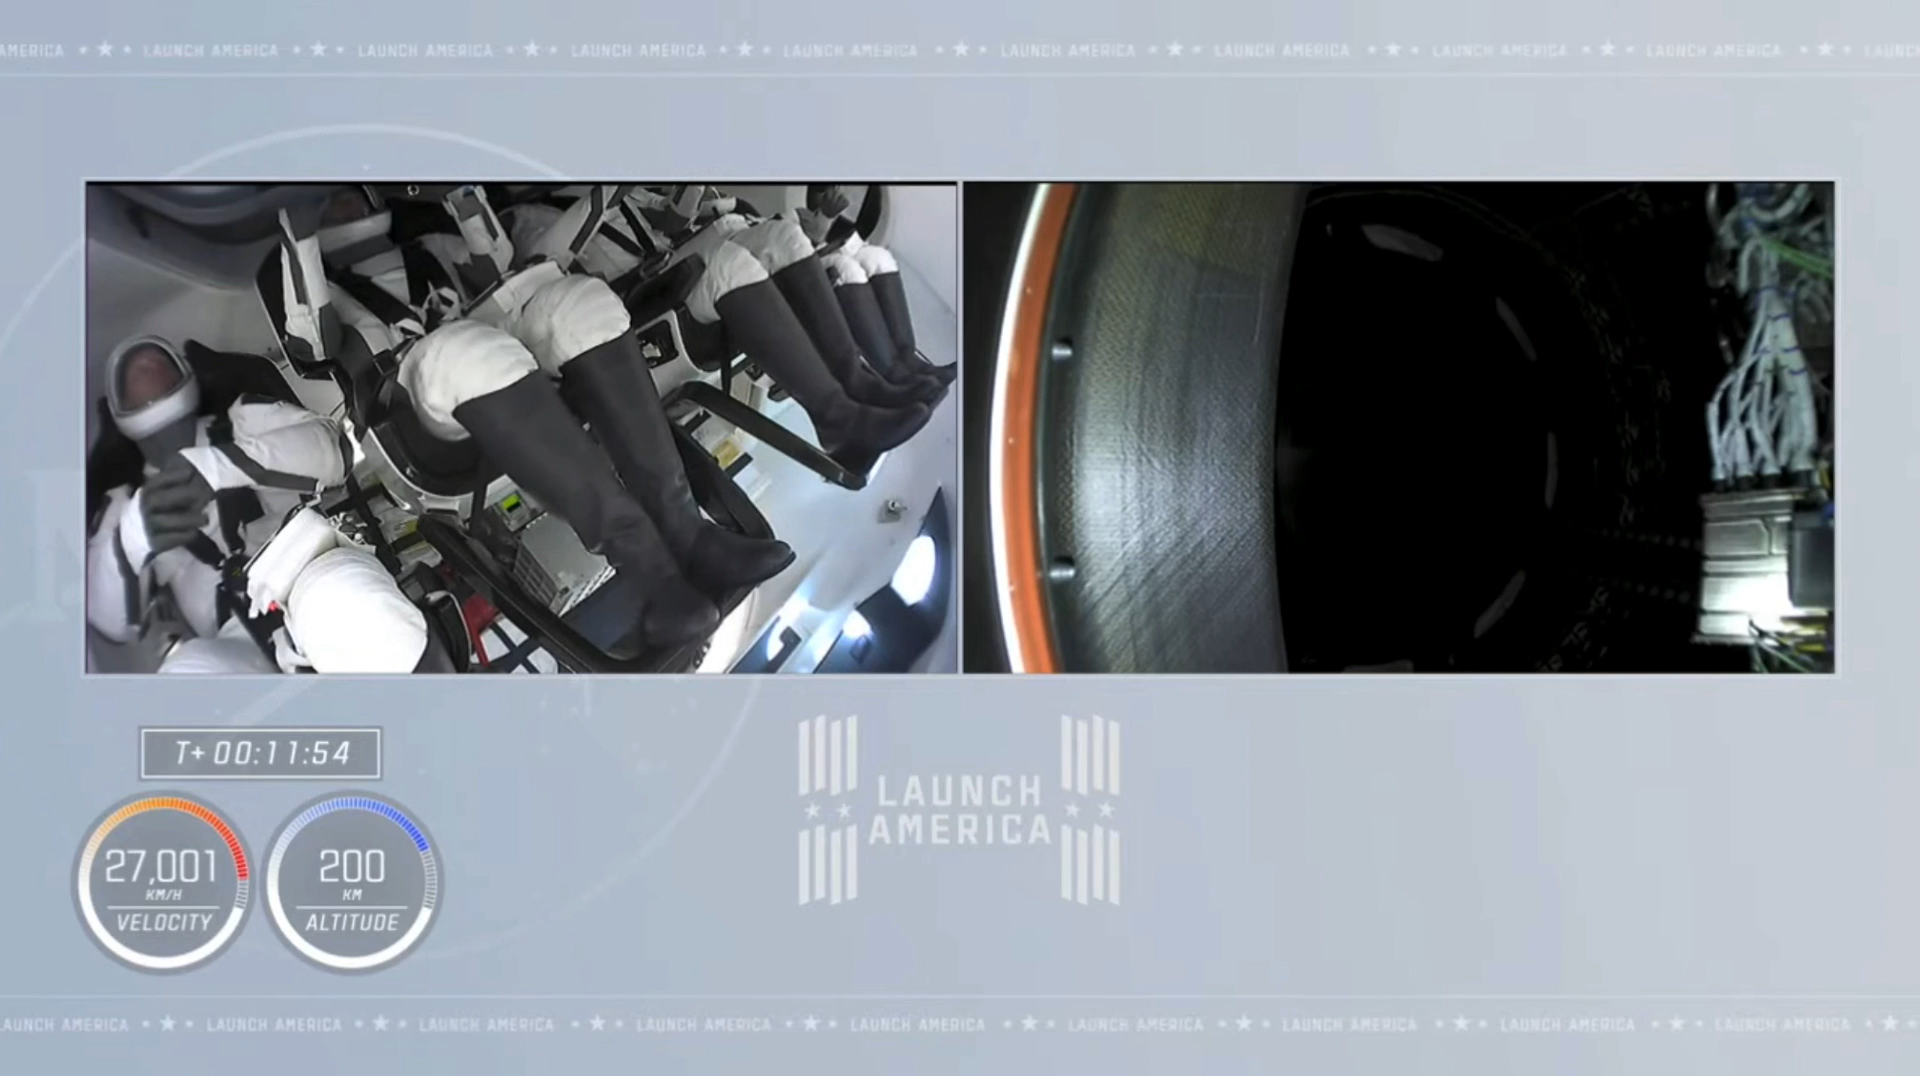 AMERICA • ★ • LAUNCH AMERICA • ★ • LAUNCH AMERICA • ★ • LAUNCH AMERICA • ★ • LAUNCH AMERICA • ★ • LAUNCH AMERICA • ★ • LAUNCH AMERICA • ★ • LAUNCH AMERICA • ★ • LAUNCH AMERICA • ★ • LAUNCH
T+ 00:11:54
27,001
KM/H
VELOCITY
200
KM
ALTITUDE
LAUNCH
AMERICA
LAUNCH AMERICA • ★ • LAUNCH AMERICA • ★ • LAUNCH AMERICA • ★ • LAUNCH AMERICA • ★ • LAUNCH AMERICA • ★ • LAUNCH AMERICA • ★ • LAUNCH AMERICA • ★ • LAUNCH AMERICA • ★ • LAUNCH AMERICA • ★